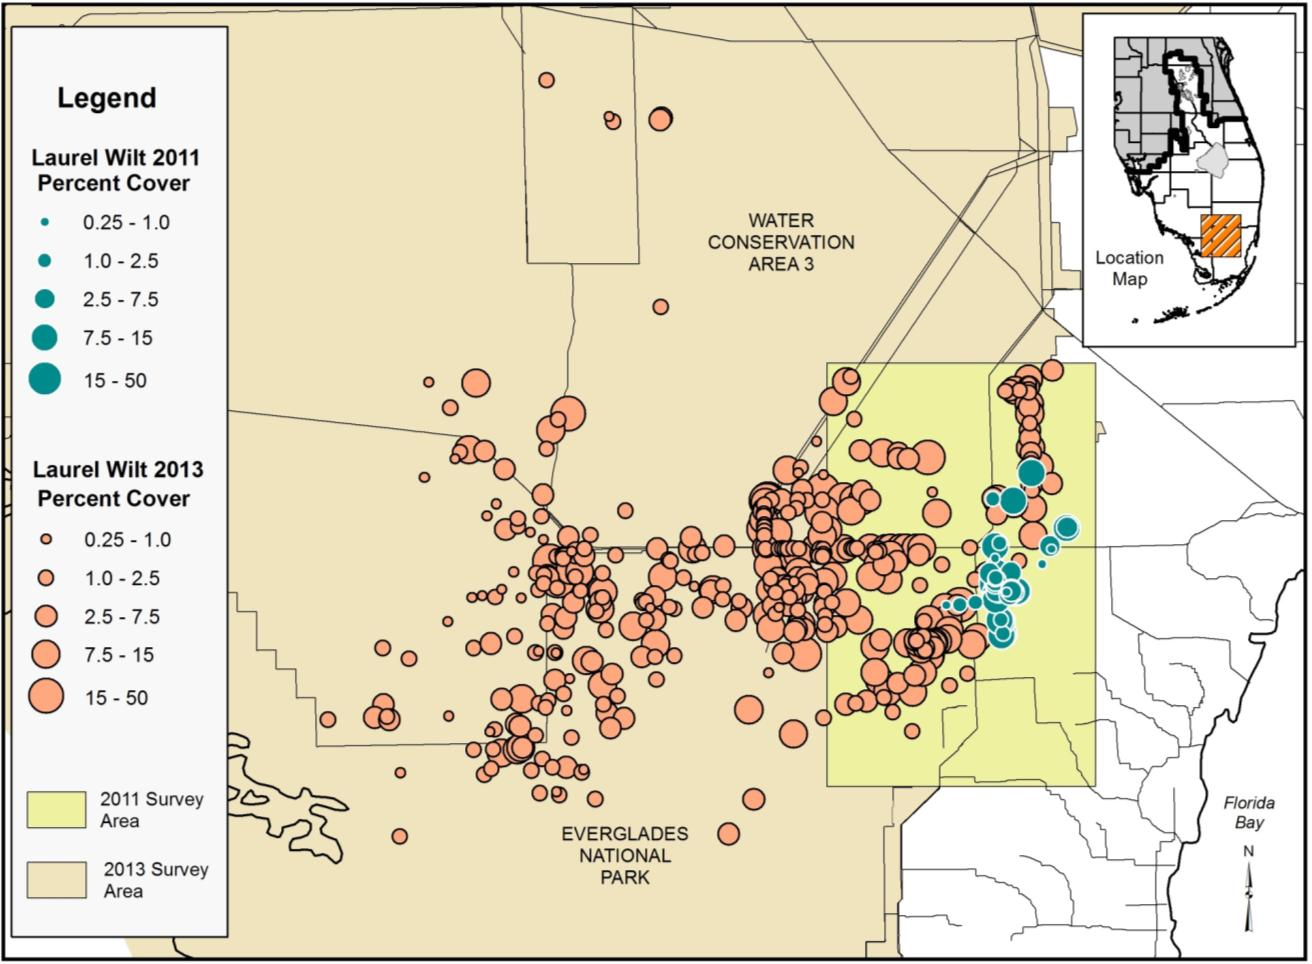 Legend
Laurel Wilt 2011
Percent Cover
0.25 - 1.0
1.0 - 2.5
2.5 - 7.5
7.5 - 15
15 - 50
Laurel Wilt 2013
Percent Cover
0.25 - 1.0
1.0 - 2.5
2.5 - 7.5
7.5 - 15
15 - 50
2011 Survey
Area
2013 Survey
Area
WATER
CONSERVATION
AREA 3
EVERGLADES
NATIONAL
PARK
Location
Map
Florida
Bay
N